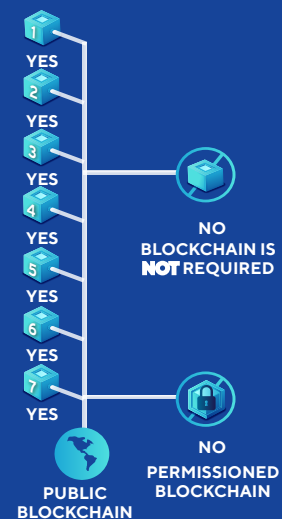 1
YES
2
YES
3
YES
4
YES
5
YES
6
YES
7
YES
NO
BLOCKCHAIN IS
NOT REQUIRED
NO
PERMISSIONED
BLOCKCHAIN
PUBLIC
BLOCKCHAIN